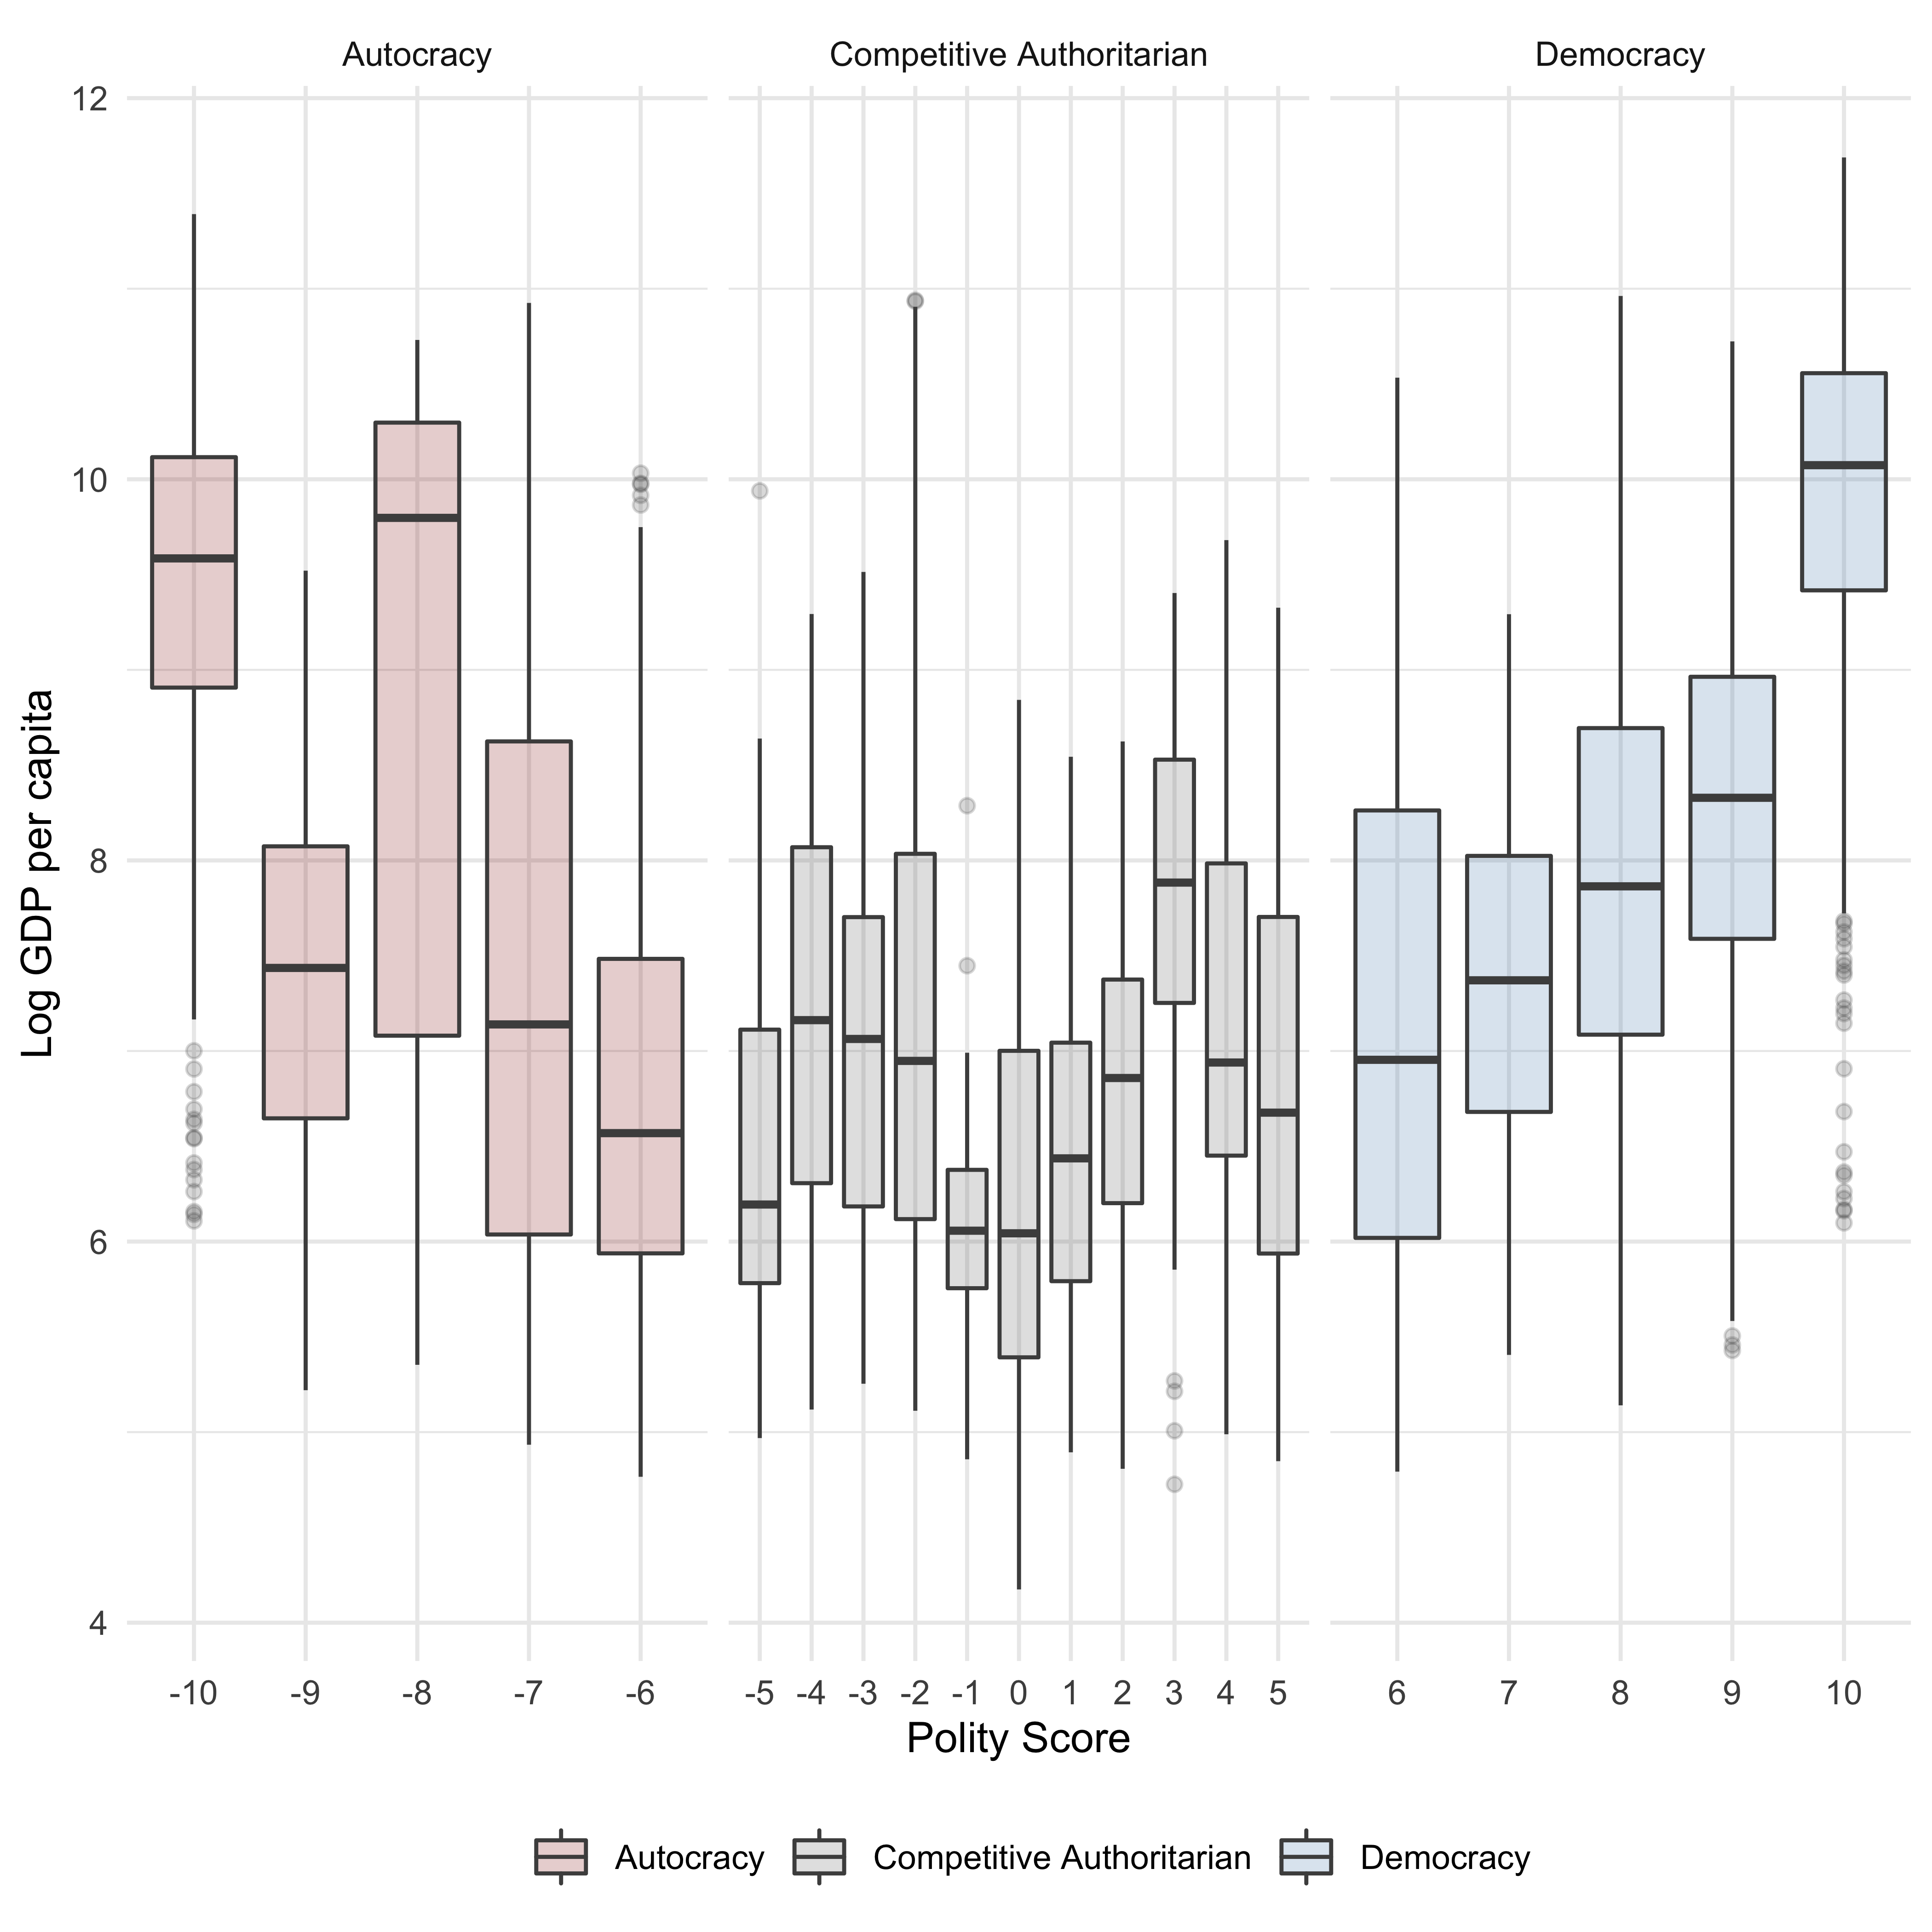 Autocracy Competitive Authoritarian Democracy
12
10
8
6
4
Log GDP per capita
-10 -9 -8 -7 -6 -5 -4 -3 -2 -1 0 1 2 3 4 5 6 7 8 9 10
Polity Score
Autocracy Competitive Authoritarian Democracy